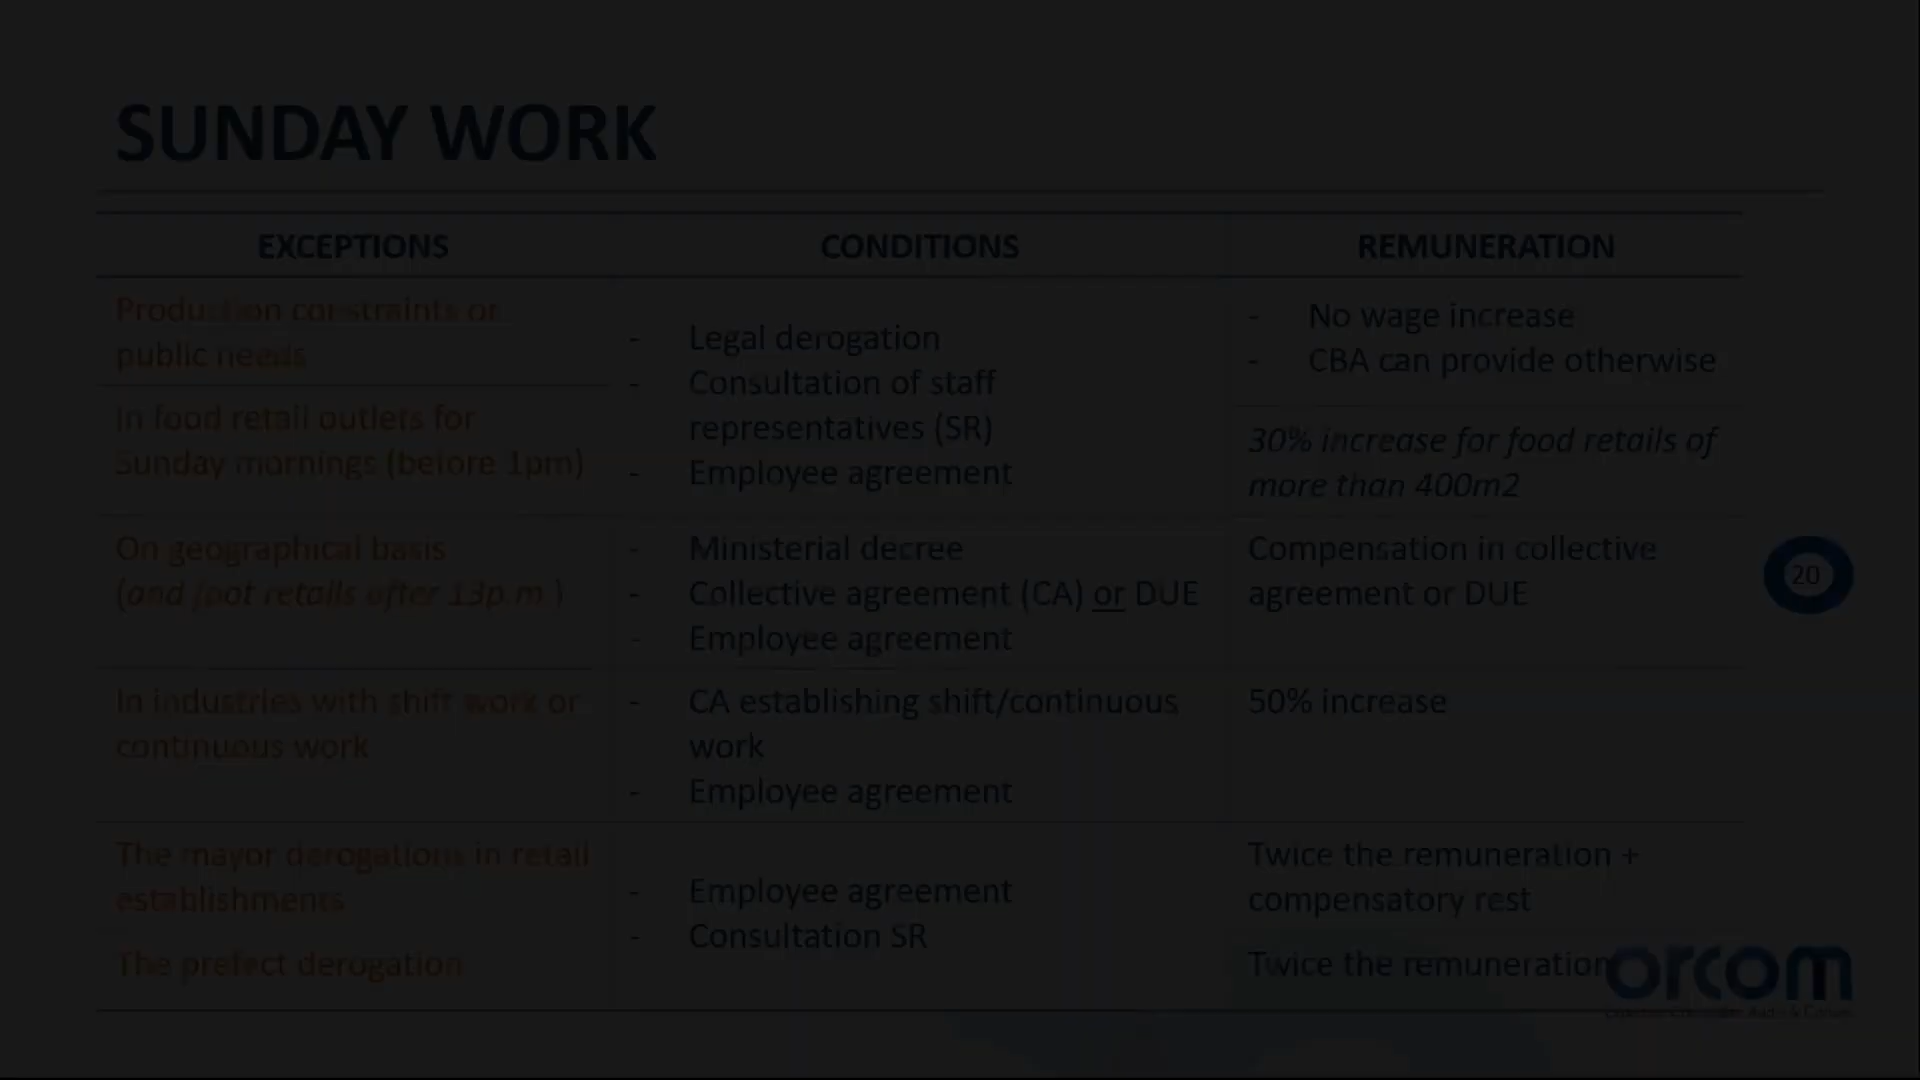 SUNDAY WORK
EXCEPTIONS CONDITIONS REMUNERATION
Production constraints or
public needs
In food retail outlets for
Sunday mornings (before 1pm)
- Legal derogation
- Consultation of staff
representatives (SR)
- Employee agreement
- No wage increase
- CBA can provide otherwise
30% increase for food retails of
more than 400m2
On geographical basis
(and foot retails after 13p.m.)
- Ministerial decree
- Collective agreement (CA) or DUE
- Employee agreement
Compensation in collective
agreement or DUE
In industries with shift work or
continuous work
- CA establishing shift/continuous
work
- Employee agreement
50% increase
The mayor derogations in retail
establishments
The prefect derogation
- Employee agreement
- Consultation SR
Twice the remuneration +
compensatory rest
Twice the remuneration
20
orcom